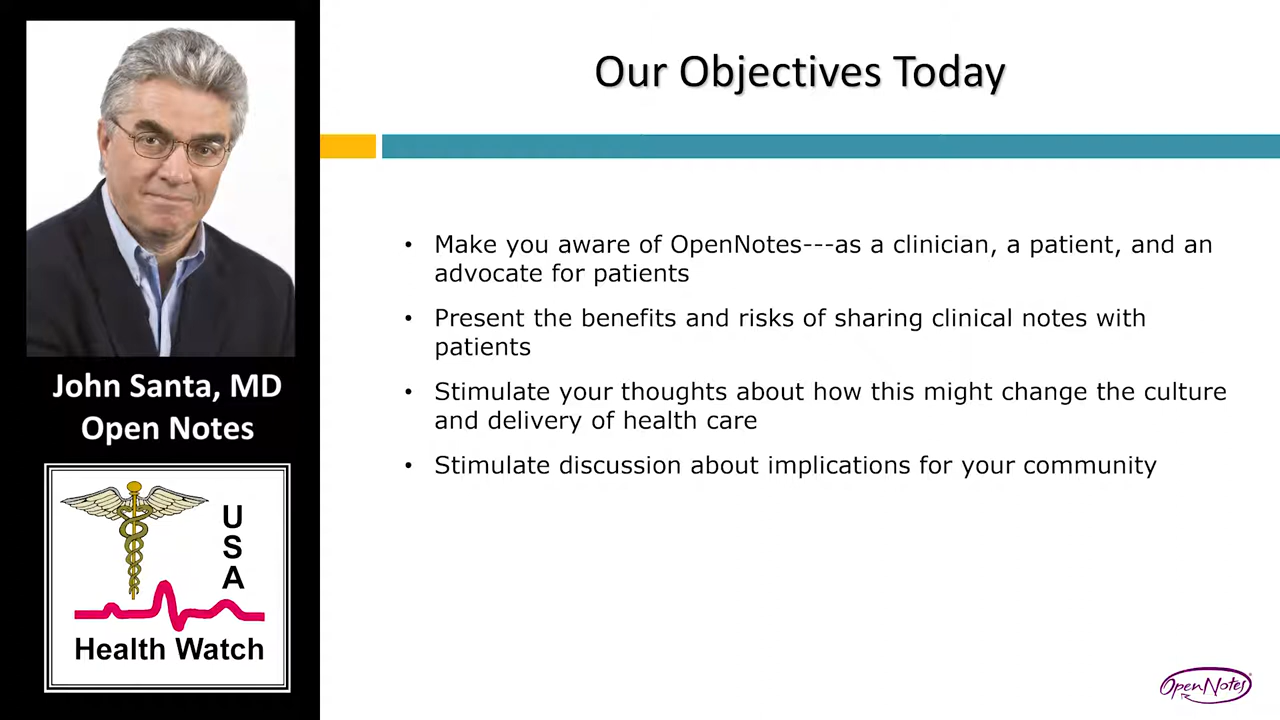 Our Objectives Today
• Make you aware of OpenNotes---as a clinician, a patient, and an
advocate for patients
• Present the benefits and risks of sharing clinical notes with
patients
• Stimulate your thoughts about how this might change the culture
and delivery of health care
• Stimulate discussion about implications for your community
John Santa, MD
Open Notes
USA
Health Watch
OpenNotes